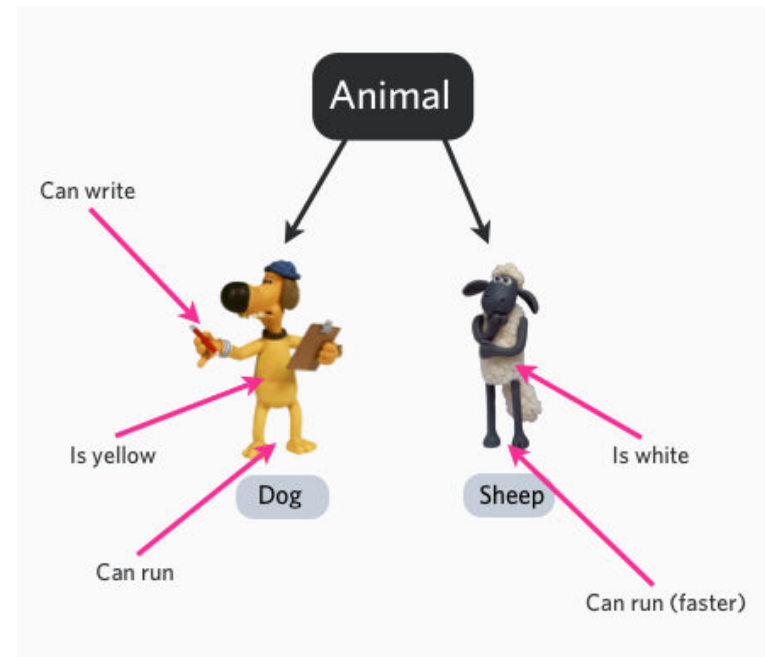 Animal
Can write
Is yellow
Is white
Dog
Sheep
Can run
Can run (faster)